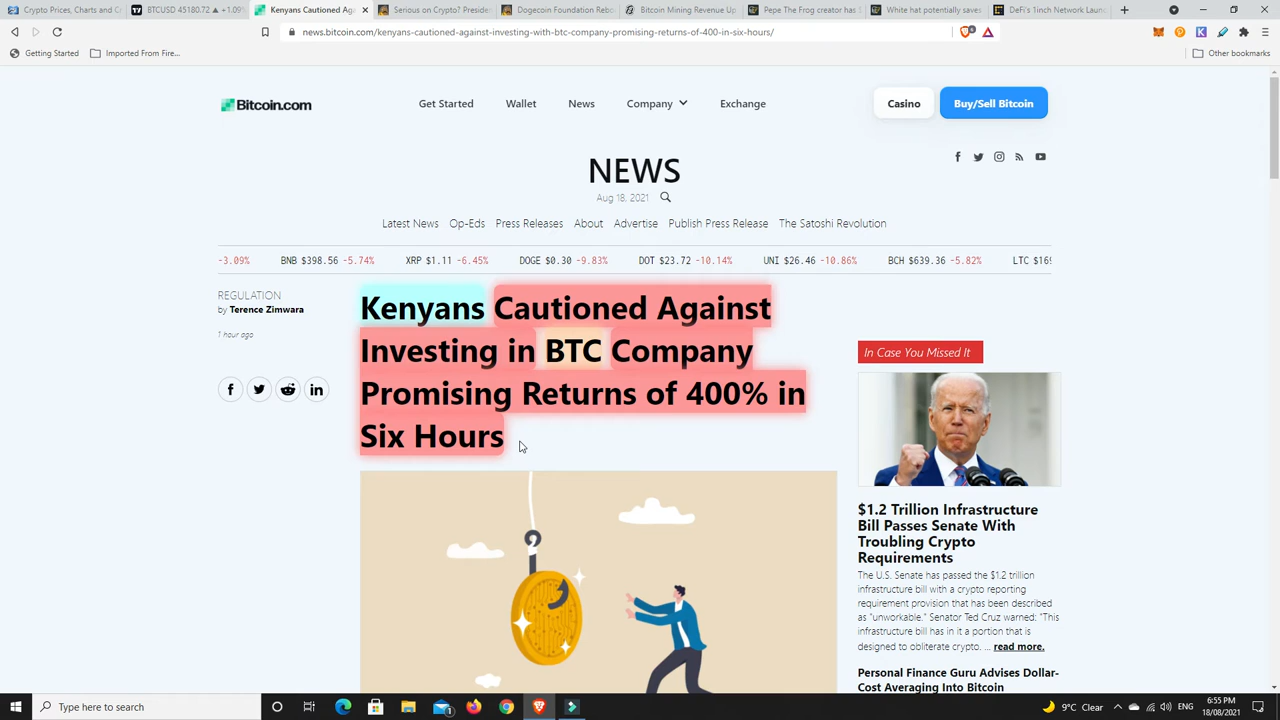 Crypto Prices, Charts and Cr
BTCUSD 45180.72 ▲ +1.09%
Kenyans Cautioned Ag
Serious on Crypto? Presiden
Dogecoin Foundation Rebo
Bitcoin Mining Revenue Up
Pepe The Frog creator has 1
White hat potentially saves
DeFi's 1inch Network Laun
news.bitcoin.com/kenyans-cautioned-against-investing-with-btc-company-promising-returns-of-400-in-six-hours/
Getting Started
Imported From Fire...
Other bookmarks
Bitcoin.com
Get Started
Wallet
News
Company
Exchange
Casino
Buy/Sell Bitcoin
NEWS
Aug 18, 2021
Latest News
Op-Eds
Press Releases
About
Advertise
Publish Press Release
The Satoshi Revolution
-3.09% BNB $398.56 -5.74% XRP $1.11 -6.45% DOGE $0.30 -9.83% DOT $23.72 -10.14% UNI $26.46 -10.86% BCH $639.36 -5.82% LTC $16
REGULATION
by Terence Zimwara
1 hour ago
Kenyans Cautioned Against
Investing in BTC Company
Promising Returns of 400% in
Six Hours
In Case You Missed It
$1.2 Trillion Infrastructure
Bill Passes Senate With
Troubling Crypto
Requirements
The U.S. Senate has passed the $1.2 trillion
infrastructure bill with a crypto reporting
requirement provision that has been described
as "unworkable." Senator Ted Cruz warned: "This
infrastructure bill has in it a portion that is
designed to obliterate crypto. ... read more.
Personal Finance Guru Advises Dollar-
Cost Averaging Into Bitcoin
Type here to search
9°C Clear
6:55 PM
18/08/2021